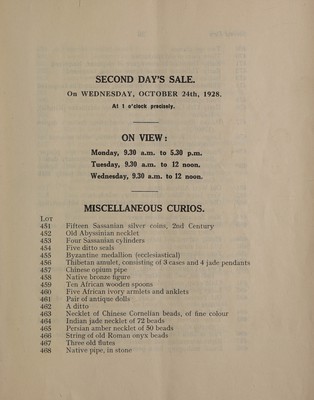 SECOND DAY'S SALE.
On WEDNESDAY, OCTOBER 24th, 1928.
At 1 o'clock precisely.
ON VIEW:
Monday, 9.30 a.m. to 5.30 p.m.
Tuesday, 9.30 a.m. to 12 noon.
Wednesday, 9.30 a.m. to 12 noon.
MISCELLANEOUS CURIOS.
LOT
451 Fifteen Sassanian silver coins, 2nd Century
452 Old Abyssinian necklet
453 Four Sassanian cylinders
454 Five ditto seals
455 Byzantine medallion (ecclesiastical)
456 Thibetan amulet, consisting of 3 cases and 4 jade pendants
457 Chinese opium pipe
458 Native bronze figure
459 Ten African wooden spoons
460 Five African ivory armlets and anklets
461 Pair of antique dolls
462 A ditto
463 Necklet of Chinese Cornelian beads, of fine colour
464 Indian jade necklet of 72 beads
465 Persian amber necklet of 50 beads
466 String of old Roman onyx beads
467 Three old flutes
468 Native pipe, in stone